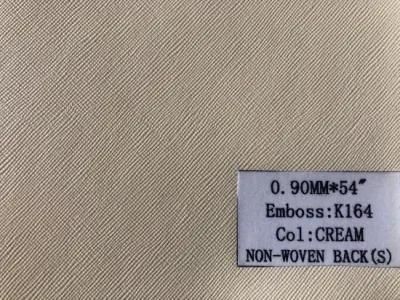 0.90MM*54"
Emboss:K164
Col:CREAM
NON-WOVEN BACK(S)